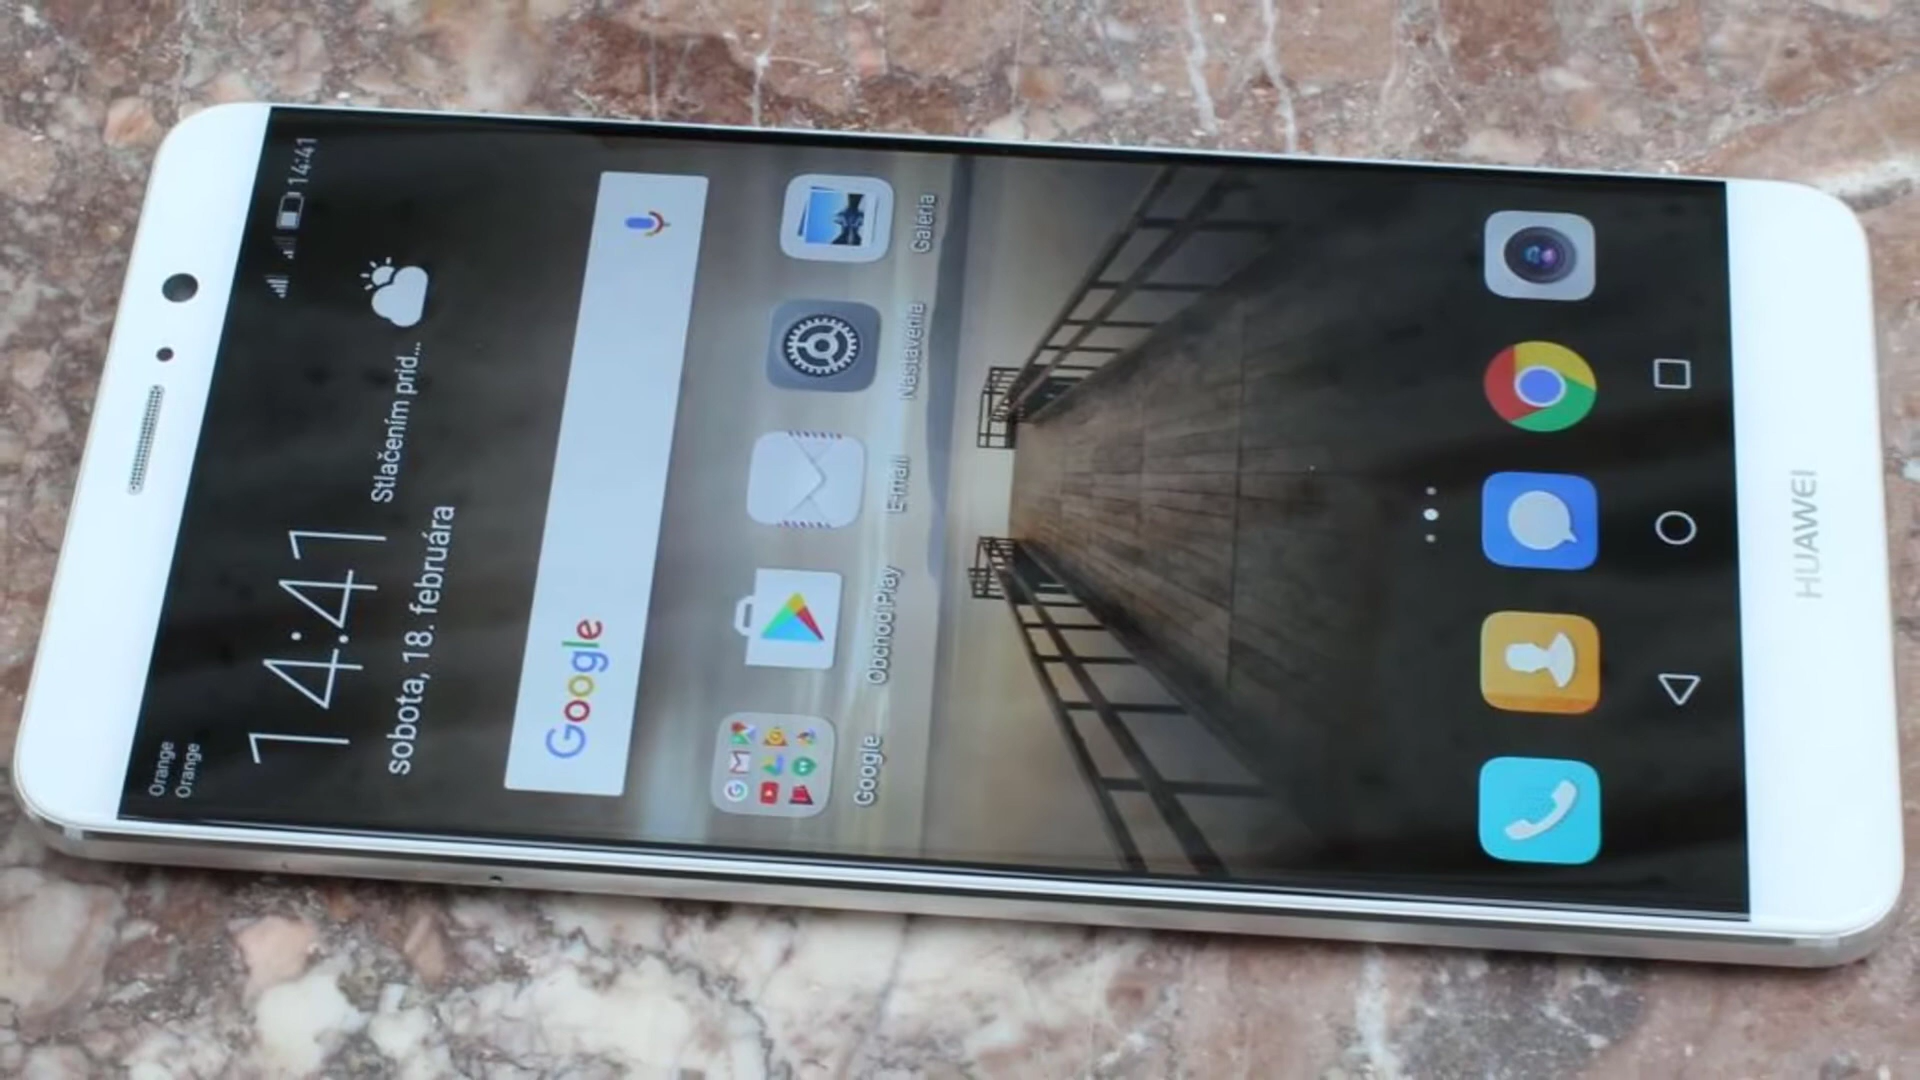 Orange
Orange
14:41
14:41
Stlačením prid...
sobota, 18. februára
Google
Google
Obchod Play
E-mail
Nastavenia
Galéria
HUAWEI